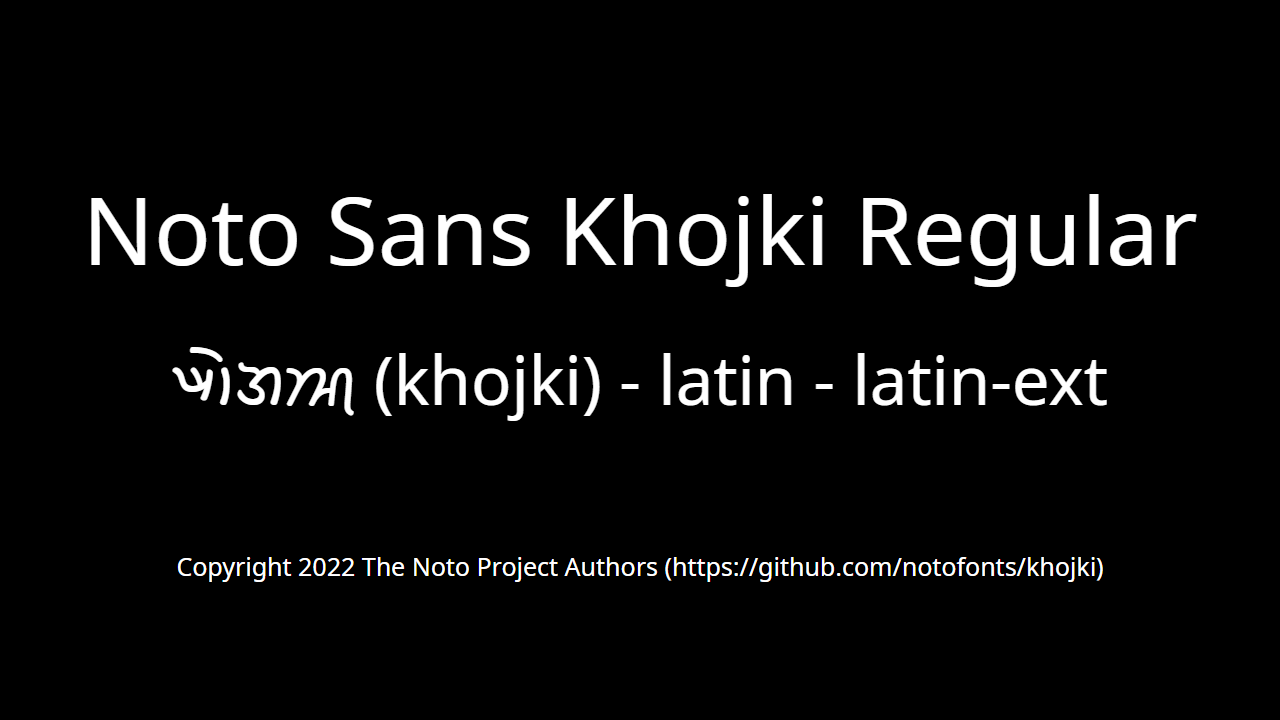 Noto Sans Khojki Regular
𑈉𑈲𑈐𑈈𑈮 (khojki) - latin - latin-ext
Copyright 2022 The Noto Project Authors (https://github.com/notofonts/khojki)